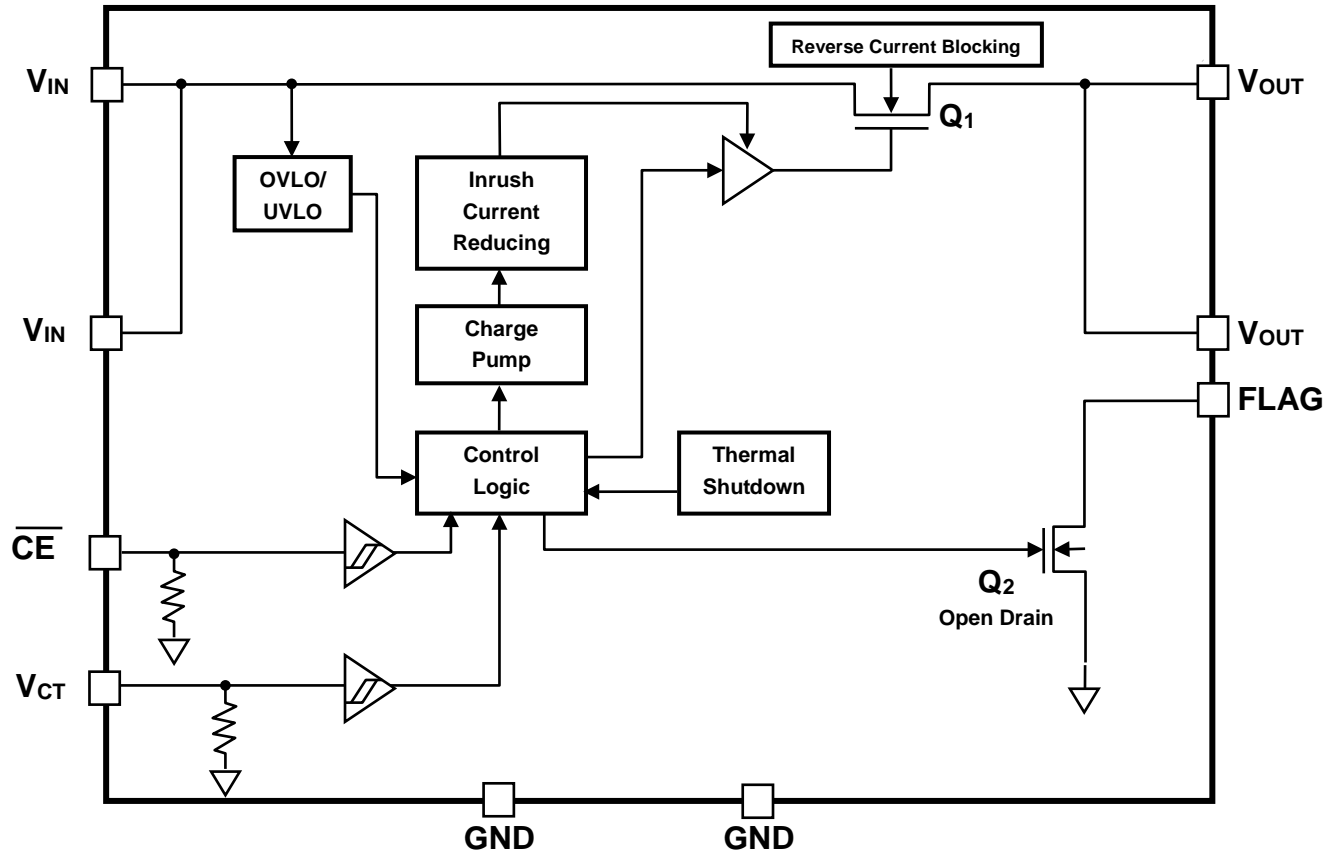 Reverse Current Blocking
VIN
VOUT
Q1
OVLO/
UVLO
Inrush
Current
Reducing
VIN
Charge
Pump
VOUT
FLAG
Control
Logic
Thermal
Shutdown
CE
Q2
Open Drain
VCT
GND
GND